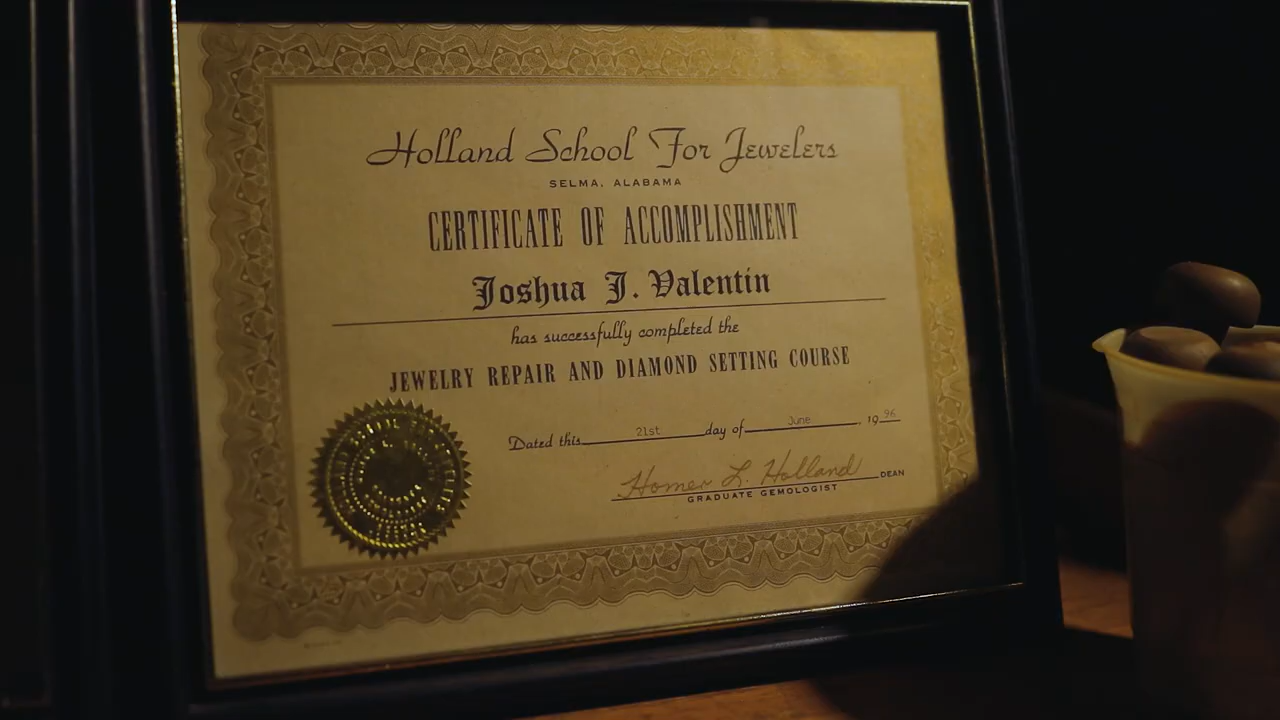 Holland School For Jewelers
SELMA, ALABAMA
CERTIFICATE OF ACCOMPLISHMENT
Joshua J. Valentin
has successfully completed the
JEWELRY REPAIR AND DIAMOND SETTING COURSE
Dated this 21st day of June, 1996
Homer L. Holland DEAN
GRADUATE GEMOLOGIST